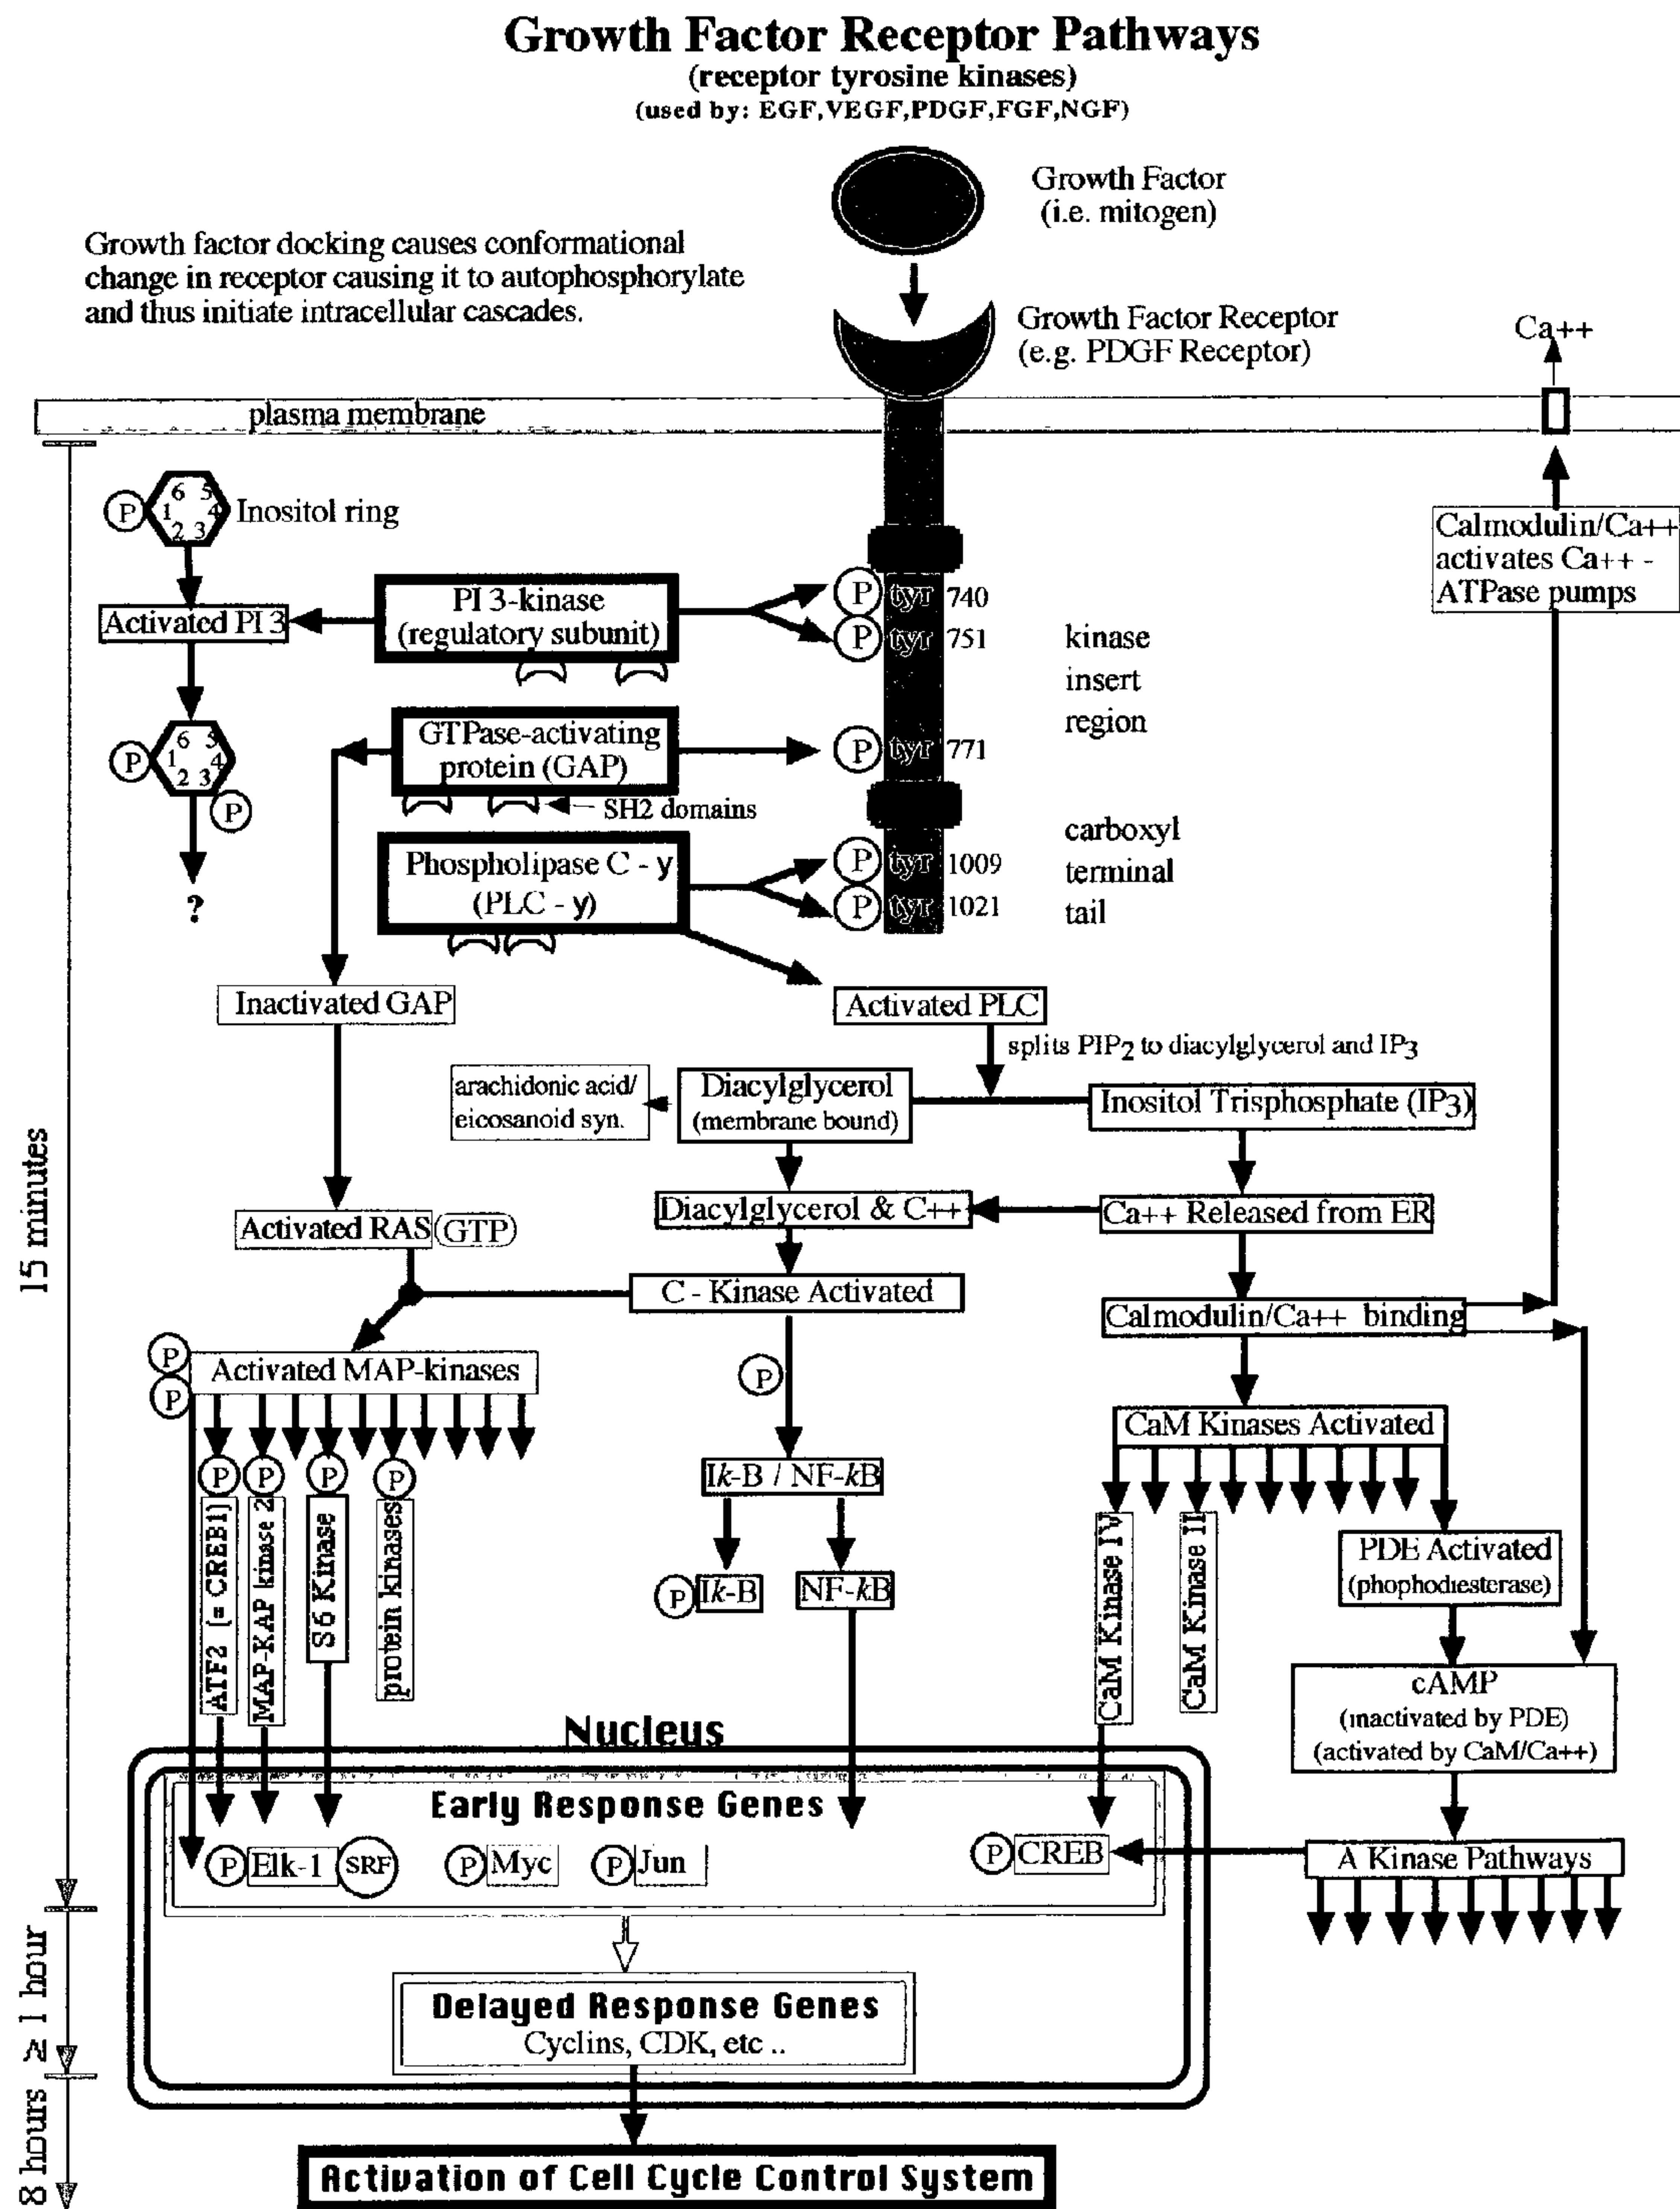 Growth Factor Receptor Pathways
(receptor tyrosine kinases)
(used by: EGF,VEGF,PDGF,FGF,NGF)
Growth Factor
(i.e. mitogen)
Growth factor docking causes conformational
change in receptor causing it to autophosphorylate
and thus initiate intracellular cascades.
Growth Factor Receptor
(e.g. PDGF Receptor)
Ca++
plasma membrane
P
6 5
1 4
2 3
Inositol ring
Calmodulin/Ca++
activates Ca++ -
ATPase pumps
Activated PI 3
PI 3-kinase
(regulatory subunit)
P tyr 740
P tyr 751
kinase
insert
region
P
6 5
1 4
2 3
P
?
GTPase-activating
protein (GAP)
P tyr 771
SH2 domains
Phospholipase C - y
(PLC - y)
P tyr 1009
P tyr 1021
carboxyl
terminal
tail
Inactivated GAP
Activated PLC
splits PIP2 to diacylglycerol and IP3
arachidonic acid/
eicosanoid syn.
Diacylglycerol
(membrane bound)
Inositol Trisphosphate (IP3)
Diacylglycerol & C++
Ca++ Released from ER
15 minutes
Activated RAS (GTP)
C - Kinase Activated
Calmodulin/Ca++ binding
P
P
Activated MAP-kinases
P
CaM Kinases Activated
P
P
P
P
ATF2 (= CREB1)
MAP-KAP kinase 2
S6 Kinase
protein kinases
Ik-B / NF-kB
P Ik-B
NF-kB
CaM Kinase IV
CaM Kinase II
PDE Activated
(phophodiesterase)
cAMP
(inactivated by PDE)
(activated by CaM/Ca++)
Nucleus
Early Response Genes
P Elk-1 SRF
P Myc
P Jun
P CREB
A Kinase Pathways
≥ 1 hour
Delayed Response Genes
Cyclins, CDK, etc ..
8 hours
Activation of Cell Cycle Control System